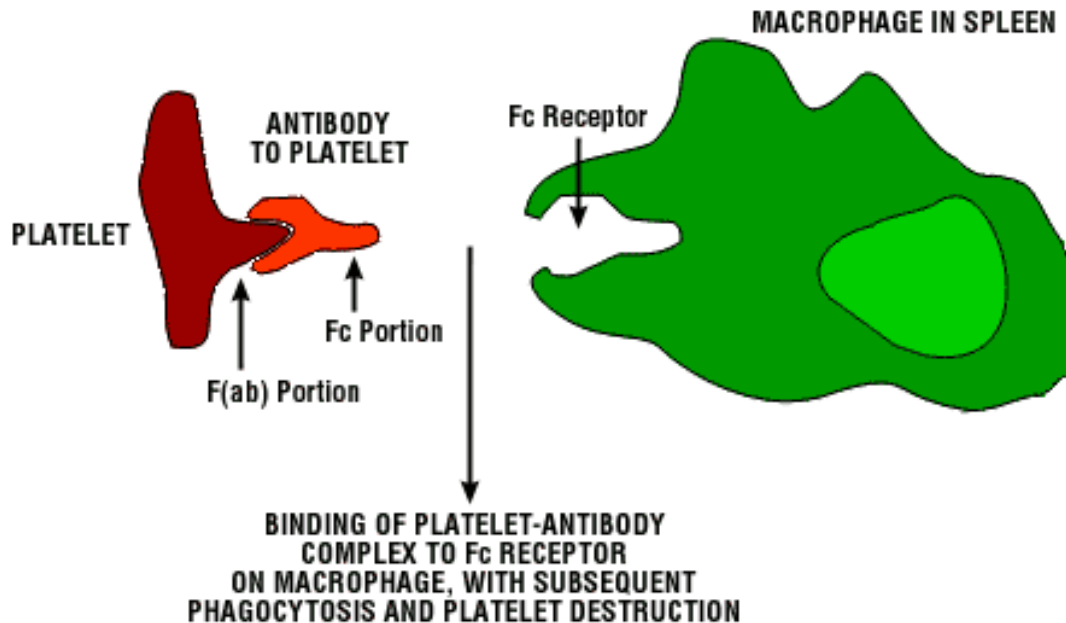 MACROPHAGE IN SPLEEN
Fc Receptor
ANTIBODY
TO PLATELET
PLATELET
Fc Portion
F(ab) Portion
BINDING OF PLATELET-ANTIBODY
COMPLEX TO Fc RECEPTOR
ON MACROPHAGE, WITH SUBSEQUENT
PHAGOCYTOSIS AND PLATELET DESTRUCTION